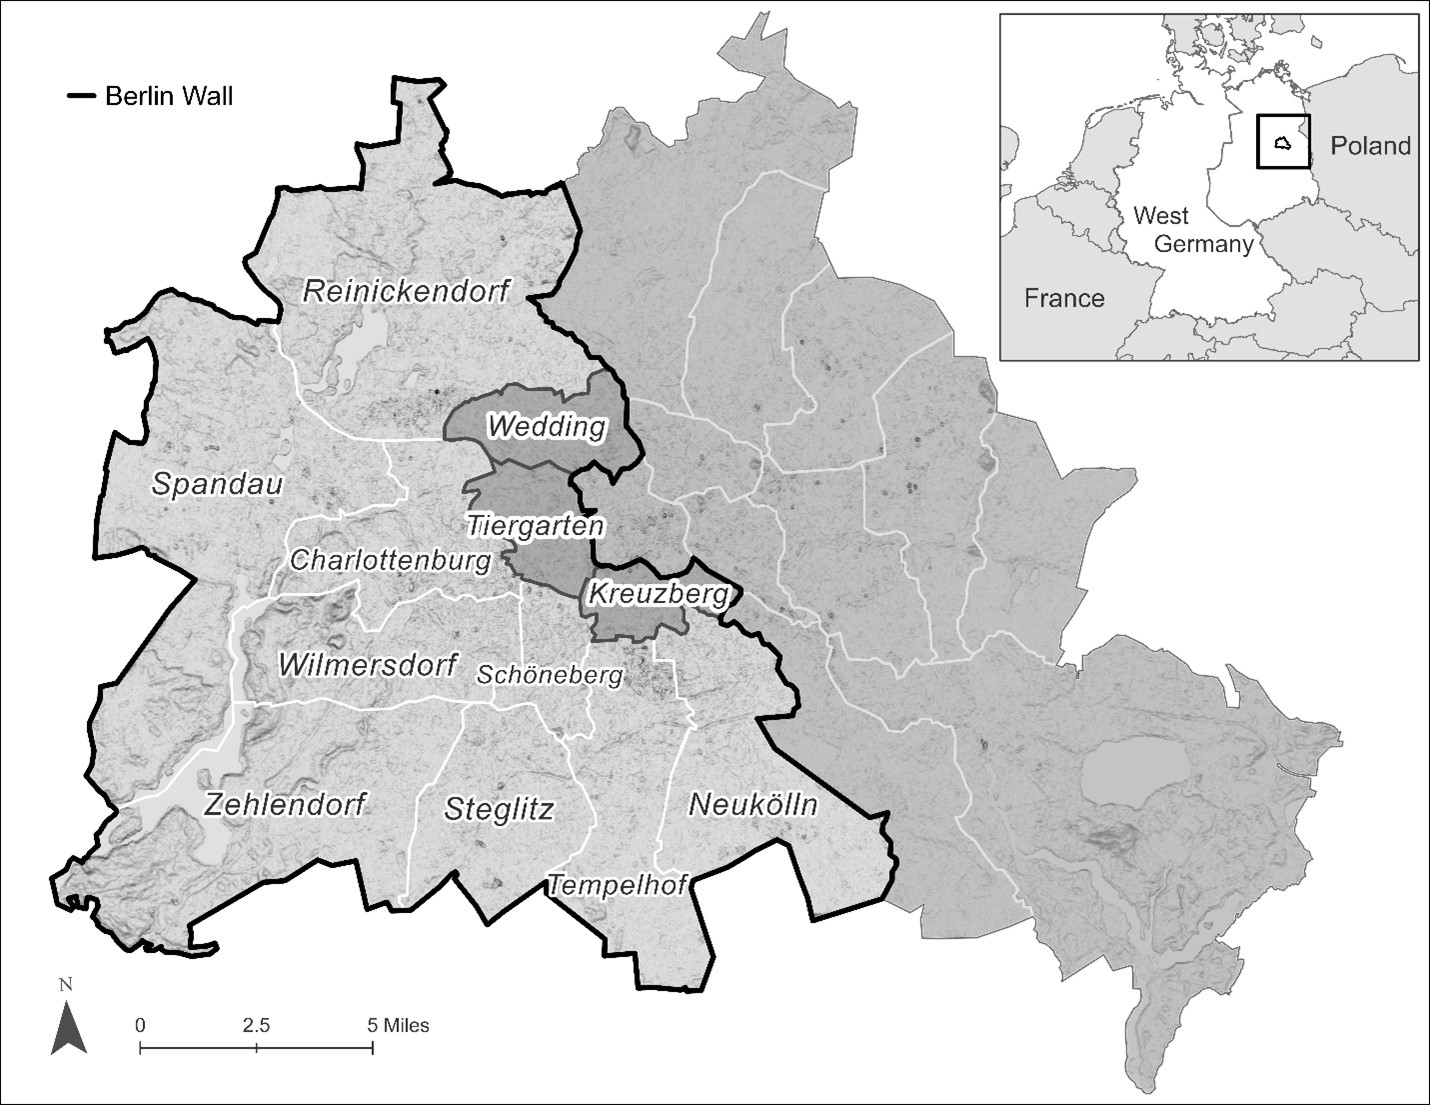 Berlin Wall
Poland
West
Germany
France
Reinickendorf
Wedding
Spandau
Tiergarten
Charlottenburg
Kreuzberg
Wilmersdorf
Schöneberg
Zehlendorf
Steglitz
Neukölln
Tempelhof
N
0 2.5 5 Miles